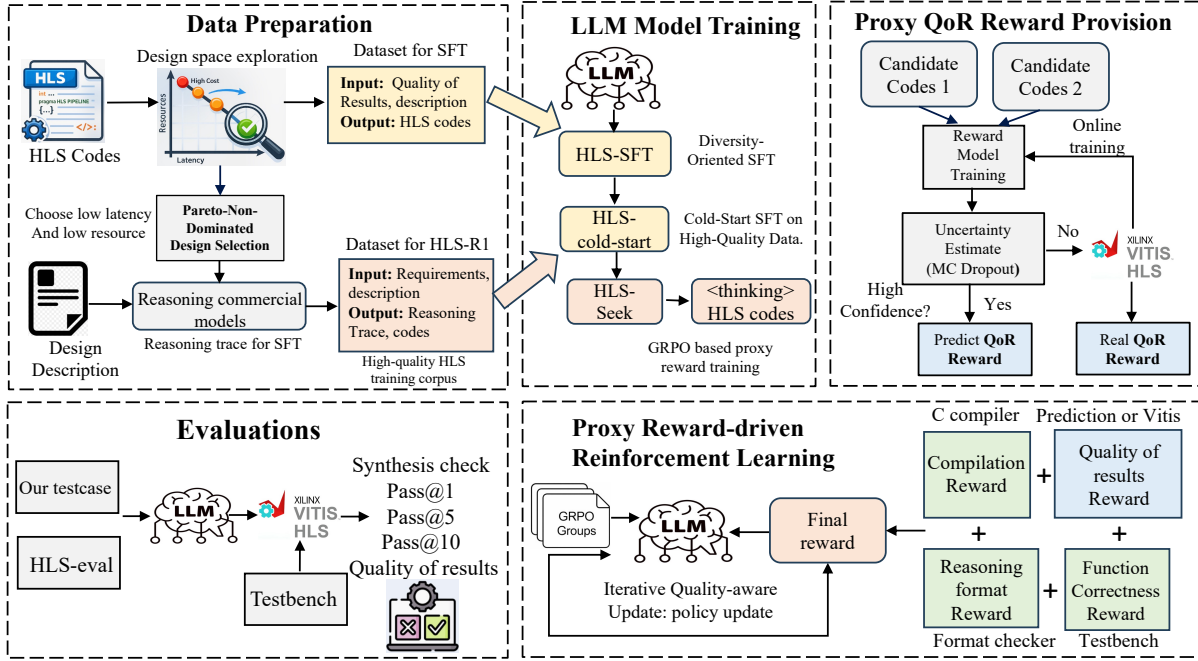 Data Preparation
Design space exploration
Dataset for SFT
HLS
int ...
pragma HLS PIPELINE
{...}
</>:
HLS Codes
Resources
High Cost
Latency
Input: Quality of
Results, description
Output: HLS codes
Choose low latency
And low resource
Pareto-Non-
Dominated
Design Selection
Dataset for HLS-R1
Input: Requirements,
description
Output: Reasoning
Trace, codes
Reasoning commercial
models
Reasoning trace for SFT
Design
Description
High-quality HLS
training corpus
LLM Model Training
LLM
HLS-SFT
Diversity-
Oriented SFT
HLS-
cold-start
Cold-Start SFT on
High-Quality Data.
HLS-
Seek
<thinking>
HLS codes
GRPO based proxy
reward training
Proxy QoR Reward Provision
Candidate
Codes 1
Candidate
Codes 2
Reward
Model
Training
Online
training
Uncertainty
Estimate
(MC Dropout)
No
XILINX
VITIS
HLS
High
Confidence?
Yes
Predict QoR
Reward
Real QoR
Reward
Evaluations
Our testcase
HLS-eval
LLM
XILINX
VITIS
HLS
Testbench
Synthesis check
Pass@1
Pass@5
Pass@10
Quality of results
Proxy Reward-driven
Reinforcement Learning
GRPO
Groups
LLM
Final
reward
Iterative Quality-aware
Update: policy update
C compiler
Prediction or Vitis
Compilation
Reward
+
Quality of
results
Reward
+
+
Reasoning
format
Reward
+
Function
Correctness
Reward
Format checker
Testbench